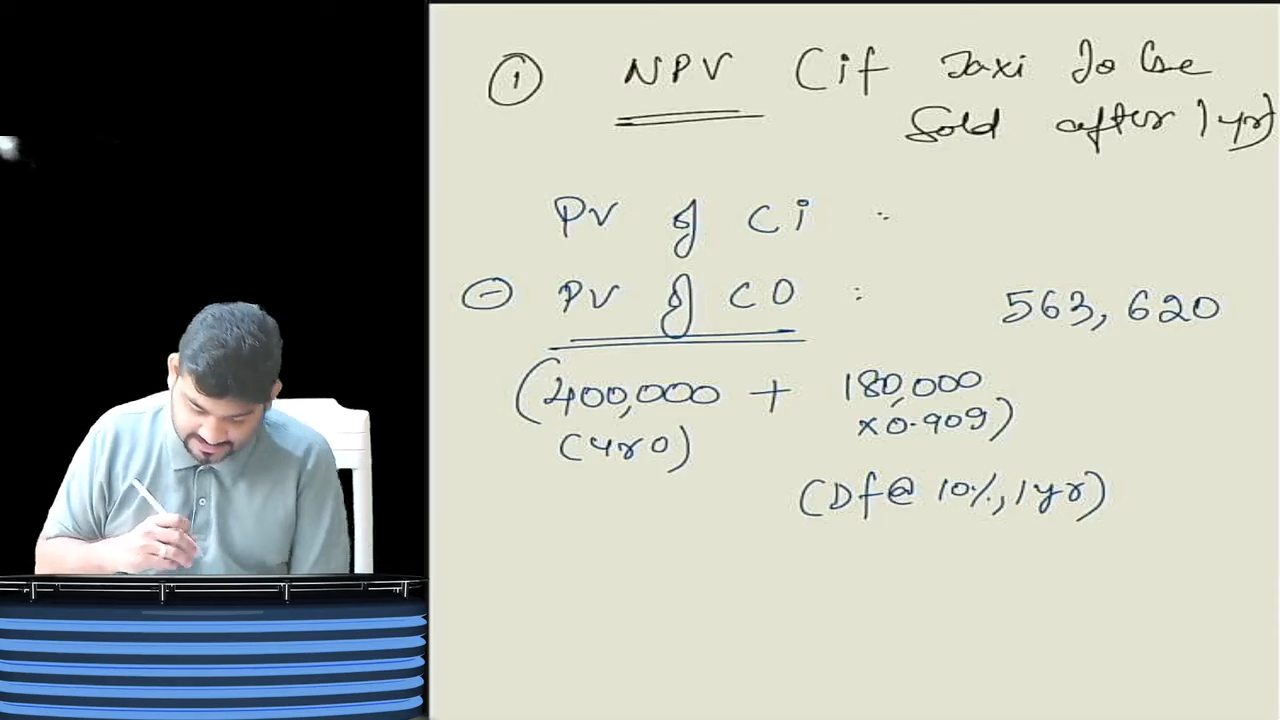 ① NPV (if Taxi to be
sold after 1yr)
PV of CI :
⊖ PV of CO : 563,620
(400,000 + 180,000
x0.909)
(yr0)
(Df@ 10%, 1yr)